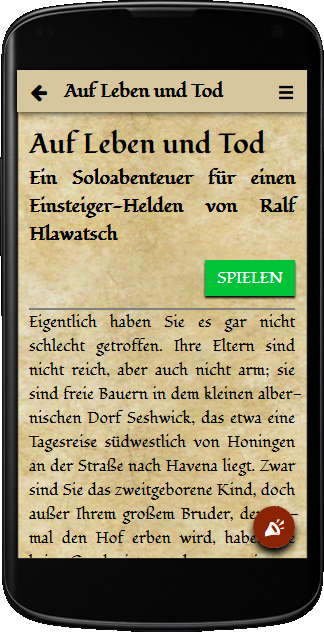 Auf Leben und Tod
Auf Leben und Tod
Ein Soloabenteuer für einen
Einsteiger-Helden von Ralf
Hlawatsch
SPIELEN
Eigentlich haben Sie es gar nicht
schlecht getroffen. Ihre Eltern sind
nicht reich, aber auch nicht arm; sie
sind freie Bauern in dem kleinen alber-
nischen Dorf Seshwick, das etwa eine
Tagesreise südwestlich von Honingen
an der Straße nach Havena liegt. Zwar
sind Sie das zweitgeborene Kind, doch
außer Ihrem großem Bruder, der
mal den Hof erben wird,